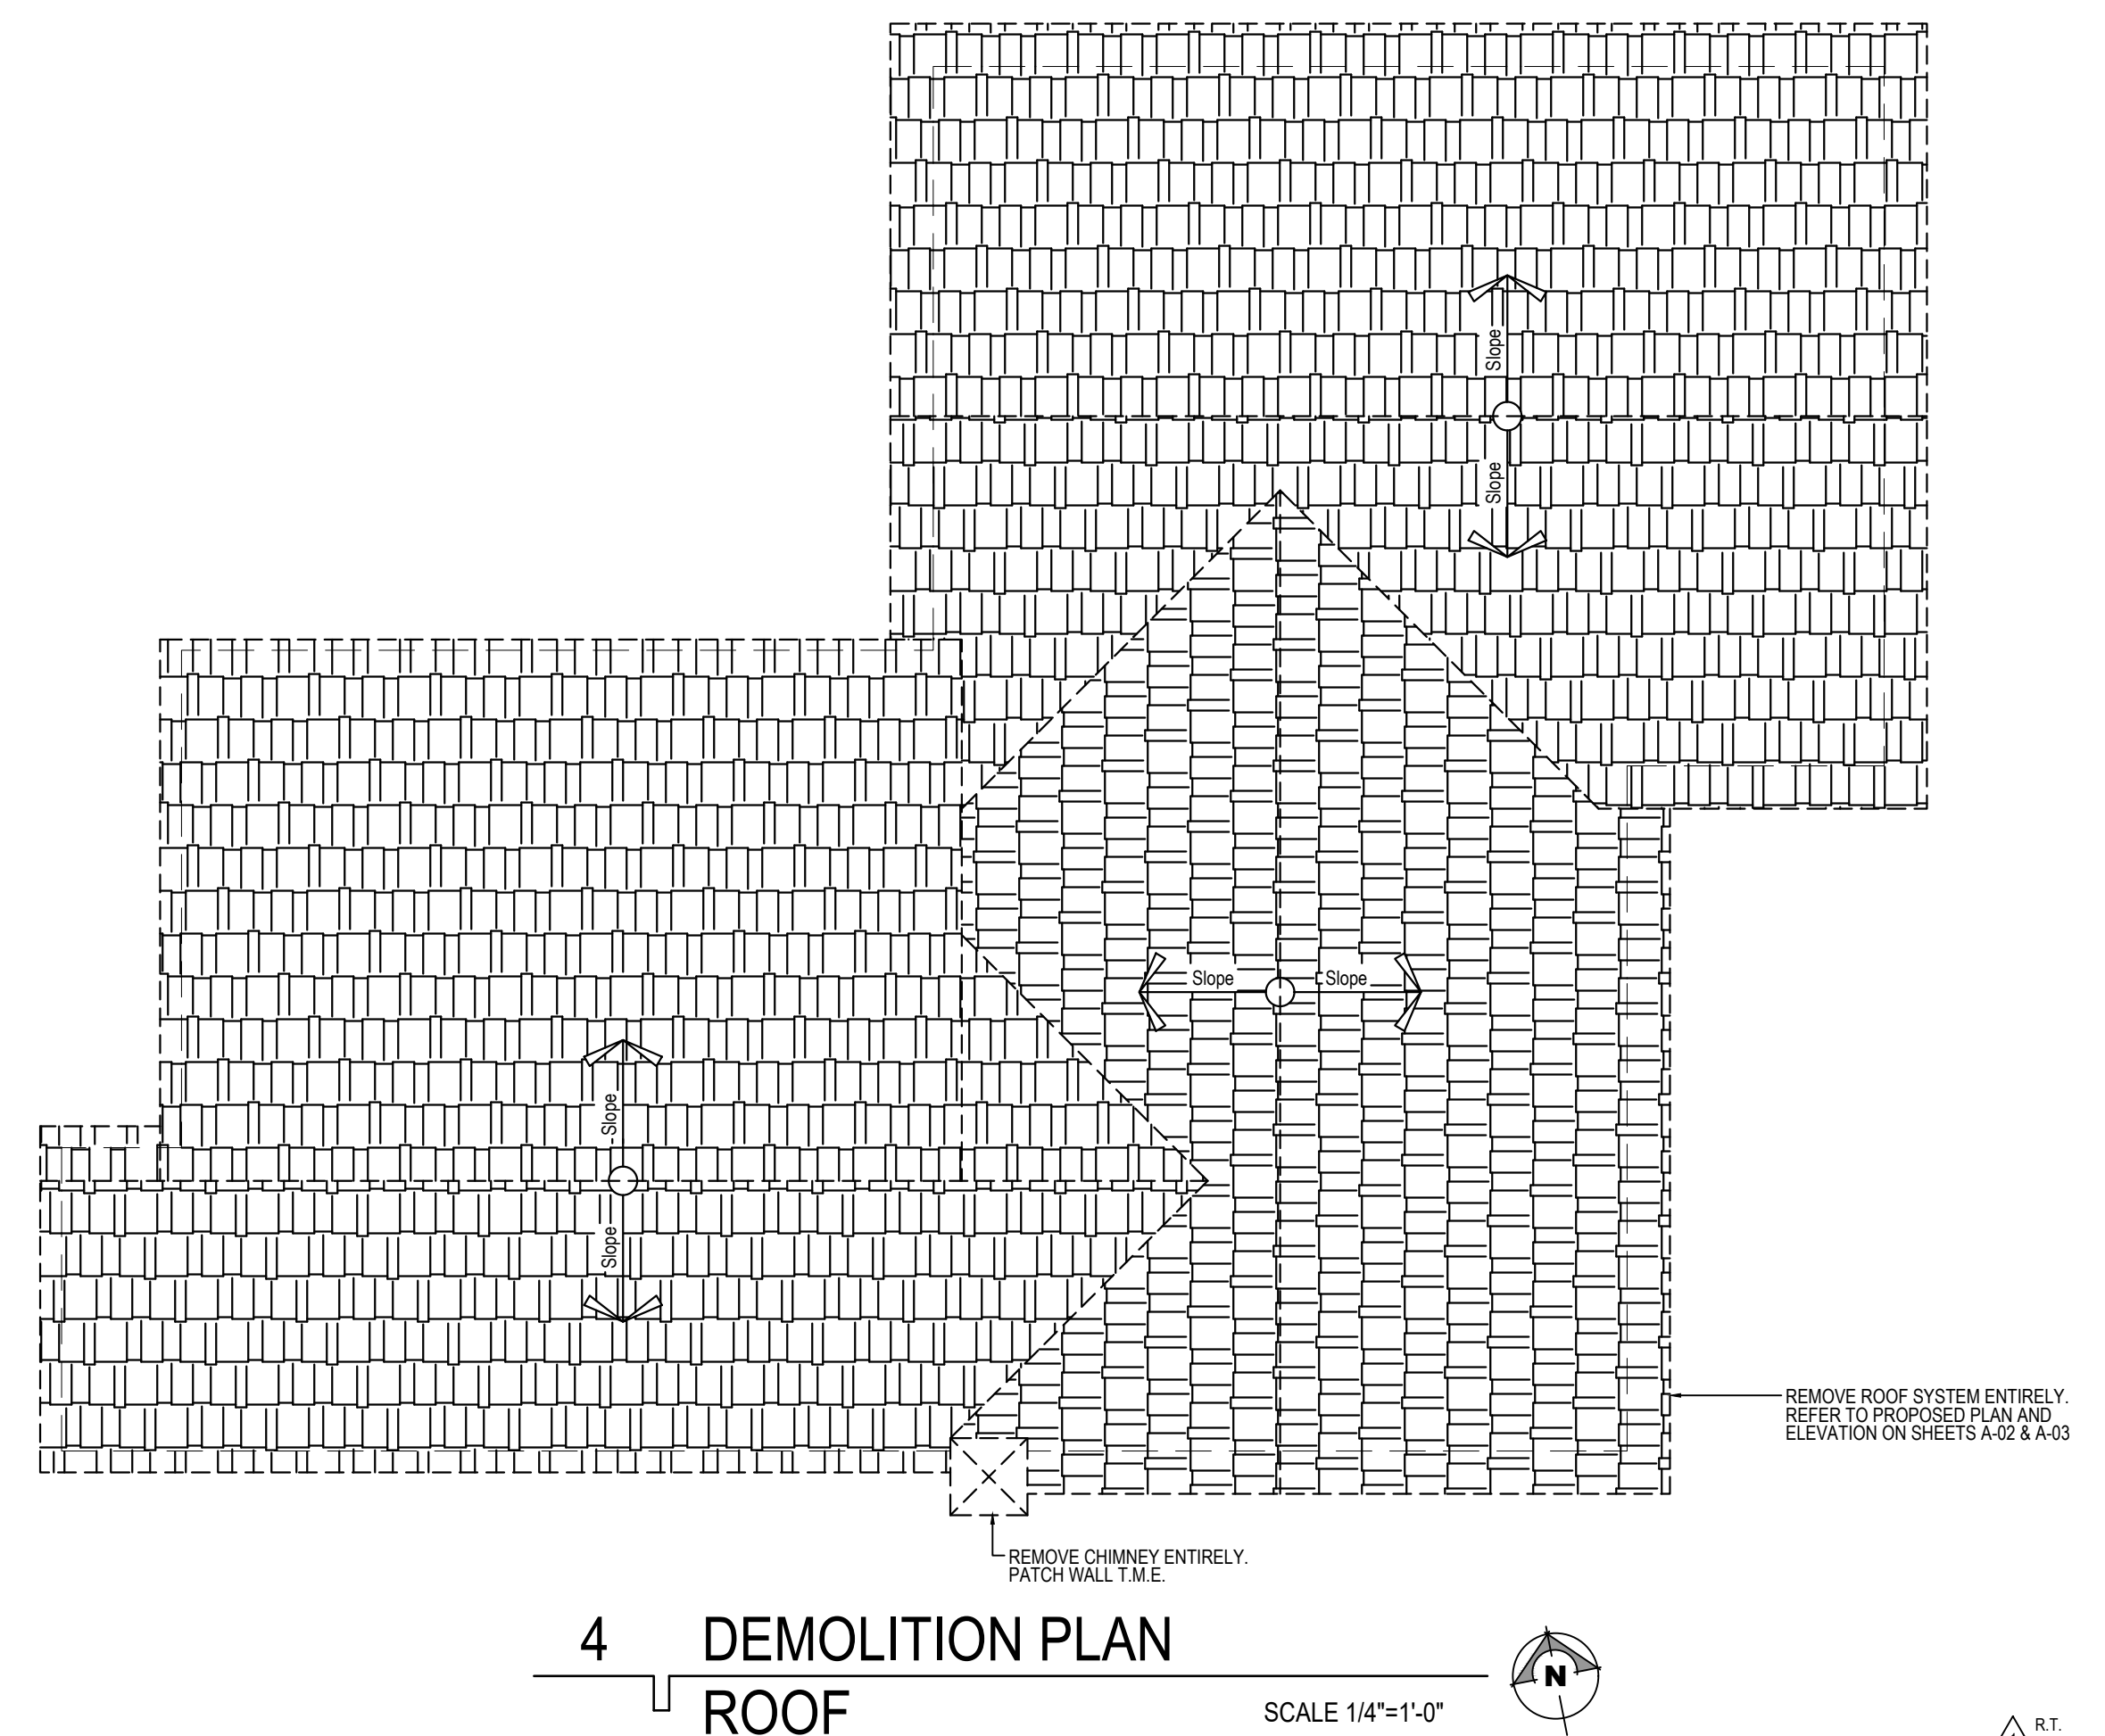 Slope
Slope
Slope
Slope
Slope
Slope
REMOVE ROOF SYSTEM ENTIRELY.
REFER TO PROPOSED PLAN AND
ELEVATION ON SHEETS A-02 & A-03
REMOVE CHIMNEY ENTIRELY.
PATCH WALL T.M.E.
4 DEMOLITION PLAN
ROOF
SCALE 1/4"=1'-0"
N
R.T.